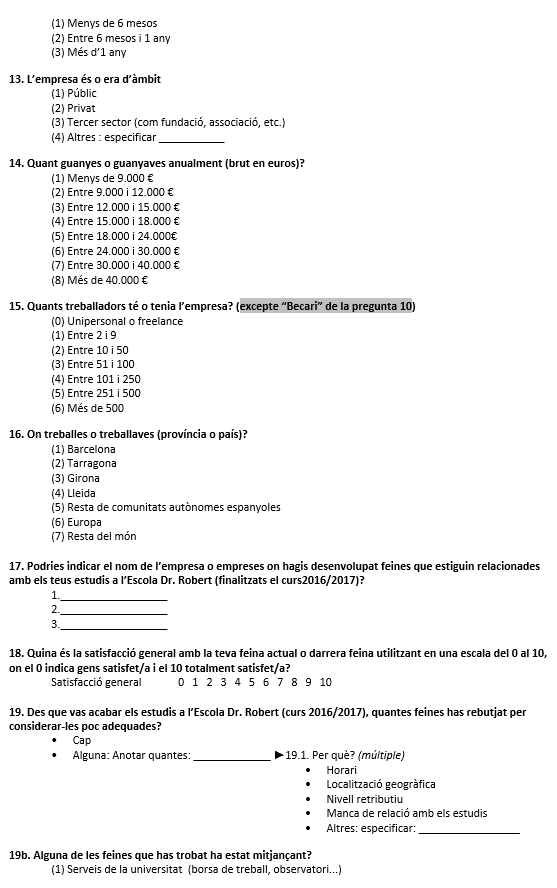 (1) Menys de 6 mesos
(2) Entre 6 mesos i 1 any
(3) Més d'1 any
13. L'empresa és o era d'àmbit
(1) Públic
(2) Privat
(3) Tercer sector (com fundació, associació, etc.)
(4) Altres : especificar ____________
14. Quant guanyes o guanyaves anualment (brut en euros)?
(1) Menys de 9.000 €
(2) Entre 9.000 i 12.000 €
(3) Entre 12.000 i 15.000 €
(4) Entre 15.000 i 18.000 €
(5) Entre 18.000 i 24.000€
(6) Entre 24.000 i 30.000 €
(7) Entre 30.000 i 40.000 €
(8) Més de 40.000 €
15. Quants treballadors té o tenia l'empresa? (excepte "Becari" de la pregunta 10)
(0) Unipersonal o freelance
(1) Entre 2 i 9
(2) Entre 10 i 50
(3) Entre 51 i 100
(4) Entre 101 i 250
(5) Entre 251 i 500
(6) Més de 500
16. On treballes o treballaves (província o país)?
(1) Barcelona
(2) Tarragona
(3) Girona
(4) Lleida
(5) Resta de comunitats autònomes espanyoles
(6) Europa
(7) Resta del món
17. Podries indicar el nom de l'empresa o empreses on hagis desenvolupat feines que estiguin relacionades
amb els teus estudis a l'Escola Dr. Robert (finalitzats el curs2016/2017)?
1.____________________
2.____________________
3.____________________
18. Quina és la satisfacció general amb la teva feina actual o darrera feina utilitzant en una escala del 0 al 10,
on el 0 indica gens satisfet/a i el 10 totalment satisfet/a?
Satisfacció general 0 1 2 3 4 5 6 7 8 9 10
19. Des que vas acabar els estudis a l'Escola Dr. Robert (curs 2016/2017), quantes feines has rebutjat per
considerar-les poc adequades?
• Cap
• Alguna: Anotar quantes: ______________ ►19.1. Per què? (múltiple)
• Horari
• Localització geogràfica
• Nivell retributiu
• Manca de relació amb els estudis
• Altres: especificar: __________________
19b. Alguna de les feines que has trobat ha estat mitjançant?
(1) Serveis de la universitat (borsa de treball, observatori...)